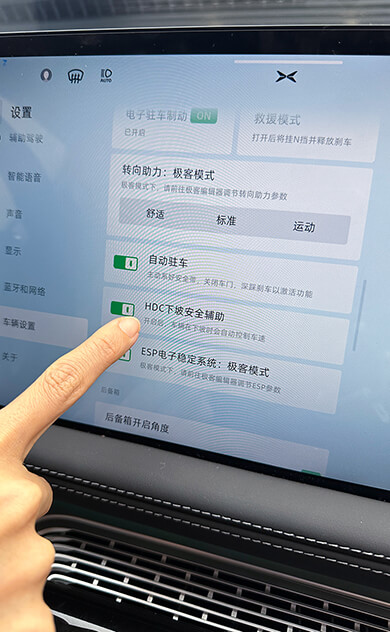 AUTO
设置
辅助驾驶
智能语音
声音
显示
蓝牙和网络
车辆设置
关于
电子驻车制动 ON
已开启
救援模式
打开后将挂N挡并释放刹车
转向助力：极客模式
极客模式下，请前往极客编辑器调节转向助力参数
舒适
标准
运动
自动驻车
主动系好安全带，关闭车门，深踩刹车以激活功能
HDC下坡安全辅助
开启后，车辆在下坡时会自动控制车速
ESP电子稳定系统：极客模式
极客模式下，请前往极客编辑器调节ESP参数
后备箱
后备箱开启角度